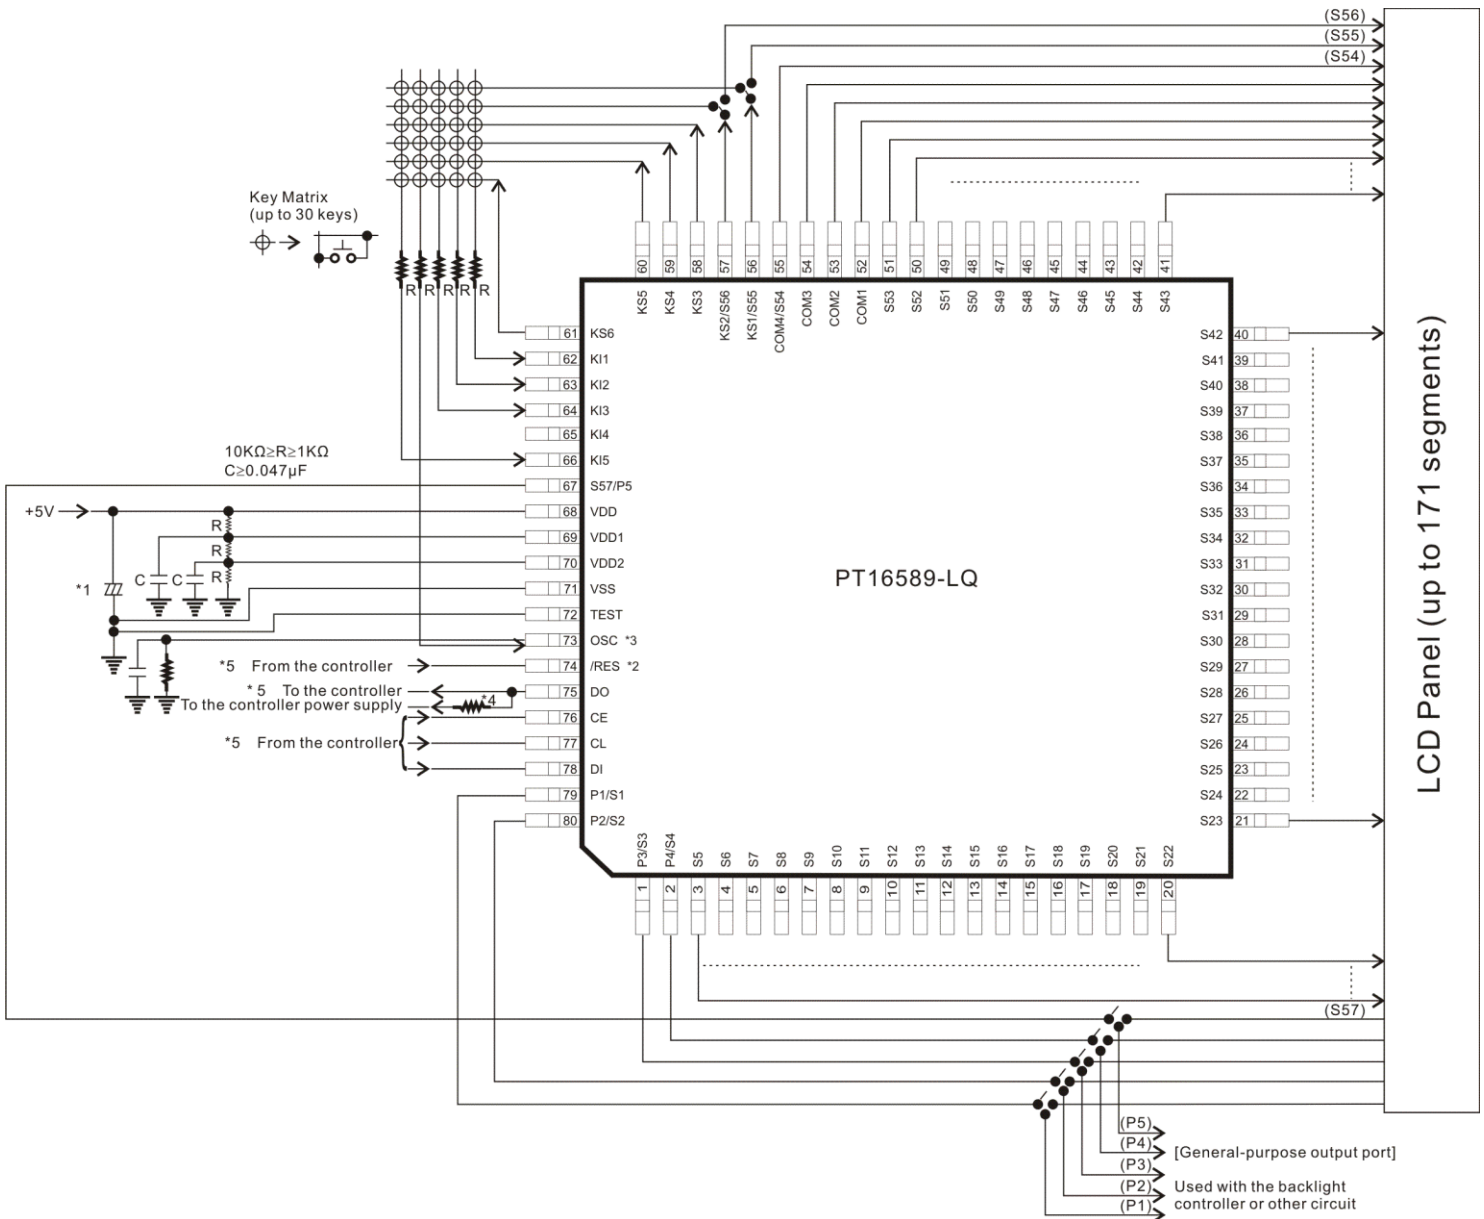 (S56)
(S55)
(S54)
Key Matrix
(up to 30 keys)
R R R R R
60 59 58 57 56 55 54 53 52 51 50 49 48 47 46 45 44 43 42 41
KS5 KS4 KS3 KS2/S56 KS1/S55 COM4/S54 COM3 COM2 COM1 S53 S52 S51 S50 S49 S48 S47 S46 S45 S44 S43
61 KS6
62 KI1
63 KI2
64 KI3
65 KI4
66 KI5
67 S57/P5
68 VDD
69 VDD1
70 VDD2
71 VSS
72 TEST
73 OSC *3
74 /RES *2
75 DO
76 CE
77 CL
78 DI
79 P1/S1
80 P2/S2
10KΩ≥R≥1KΩ
C≥0.047μF
+5V
R
R
C C R
*1
*5 From the controller
*5 To the controller
*4
To the controller power supply
*5 From the controller
PT16589-LQ
S42 40
S41 39
S40 38
S39 37
S38 36
S37 35
S36 34
S35 33
S34 32
S33 31
S32 30
S31 29
S30 28
S29 27
S28 26
S27 25
S26 24
S25 23
S24 22
S23 21
LCD Panel (up to 171 segments)
P3/S3 P4/S4 S5 S6 S7 S8 S9 S10 S11 S12 S13 S14 S15 S16 S17 S18 S19 S20 S21 S22
1 2 3 4 5 6 7 8 9 10 11 12 13 14 15 16 17 18 19 20
(S57)
(P5)
(P4)
(P3)
(P2)
(P1)
[General-purpose output port]
Used with the backlight
controller or other circuit